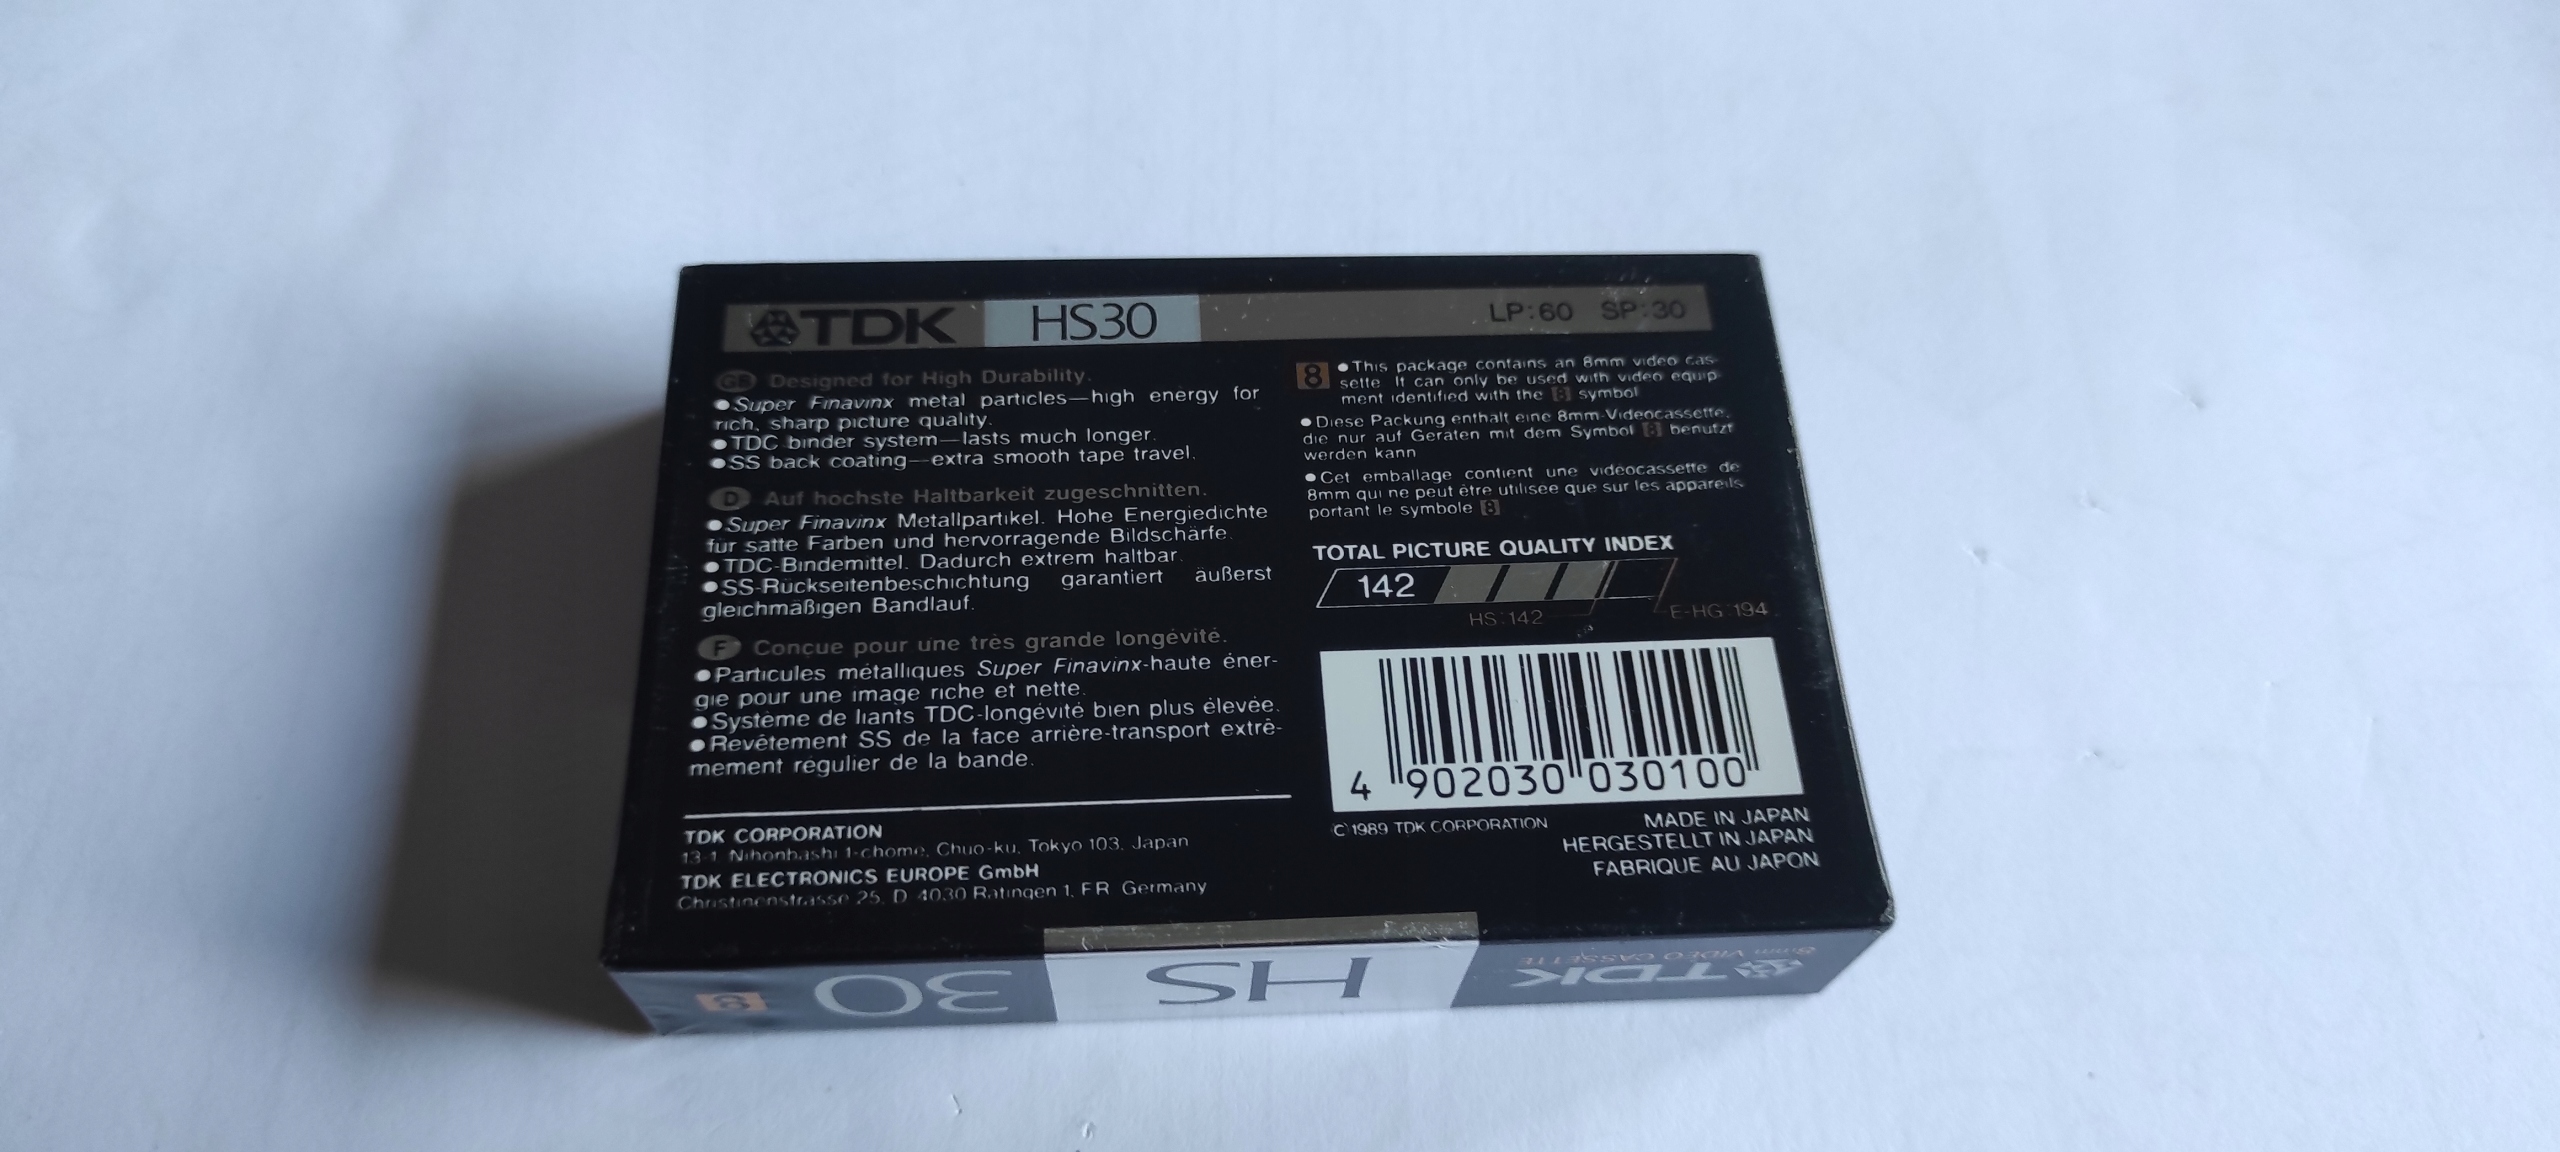 TDK HS30 LP:60 SP:30
GB Designed for High Durability.
●Super Finavinx metal particles—high energy for
rich, sharp picture quality.
●TDC binder system—lasts much longer.
●SS back coating—extra smooth tape travel.
D Auf höchste Haltbarkeit zugeschnitten.
●Super Finavinx Metallpartikel. Hohe Energiedichte
für satte Farben und hervorragende Bildschärfe.
●TDC-Bindemittel. Dadurch extrem haltbar.
●SS-Rückseitenbeschichtung garantiert äußerst
gleichmäßigen Bandlauf.
F Conçue pour une très grande longévité.
●Particules métalliques Super Finavinx-haute éner-
gie pour une image riche et nette.
●Système de liants TDC-longévité bien plus élevée.
●Revêtement SS de la face arrière-transport extrê-
mement régulier de la bande.
TDK CORPORATION
13-1, Nihonbashi 1-chome, Chuo-ku, Tokyo 103, Japan
TDK ELECTRONICS EUROPE GmbH
Christinenstrasse 25, D-4030 Ratingen 1, F.R. Germany
8 ●This package contains an 8mm video cas-
sette. It can only be used with video equip-
ment identified with the 8 symbol
●Diese Packung enthält eine 8mm-Videocassette,
die nur auf Geräten mit dem Symbol 8 benutzt
werden kann
●Cet emballage contient une vidéocassette de
8mm qui ne peut être utilisée que sur les appareils
portant le symbole 8
TOTAL PICTURE QUALITY INDEX
142
HS:142 E-HG:194
4 902030 030100
©1989 TDK CORPORATION
MADE IN JAPAN
HERGESTELLT IN JAPAN
FABRIQUE AU JAPON
TDK
8mm VIDEO CASSETTE
HS
30
8